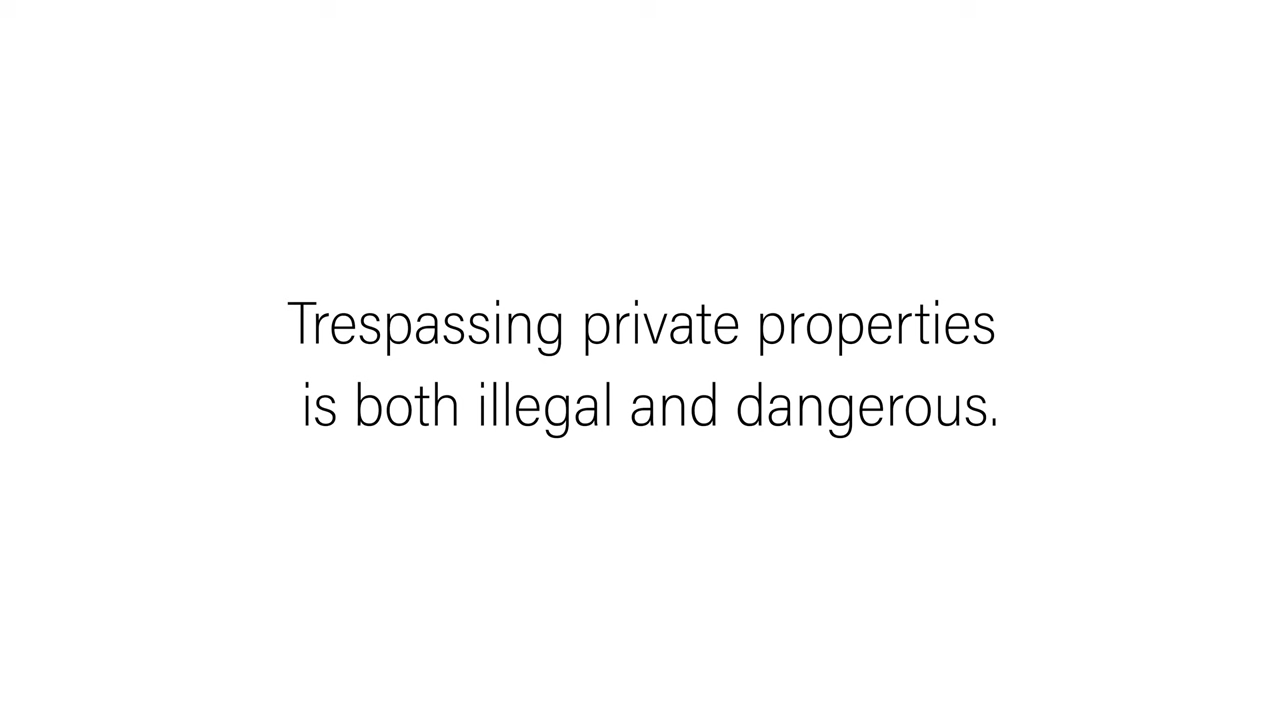 Trespassing private properties
is both illegal and dangerous.